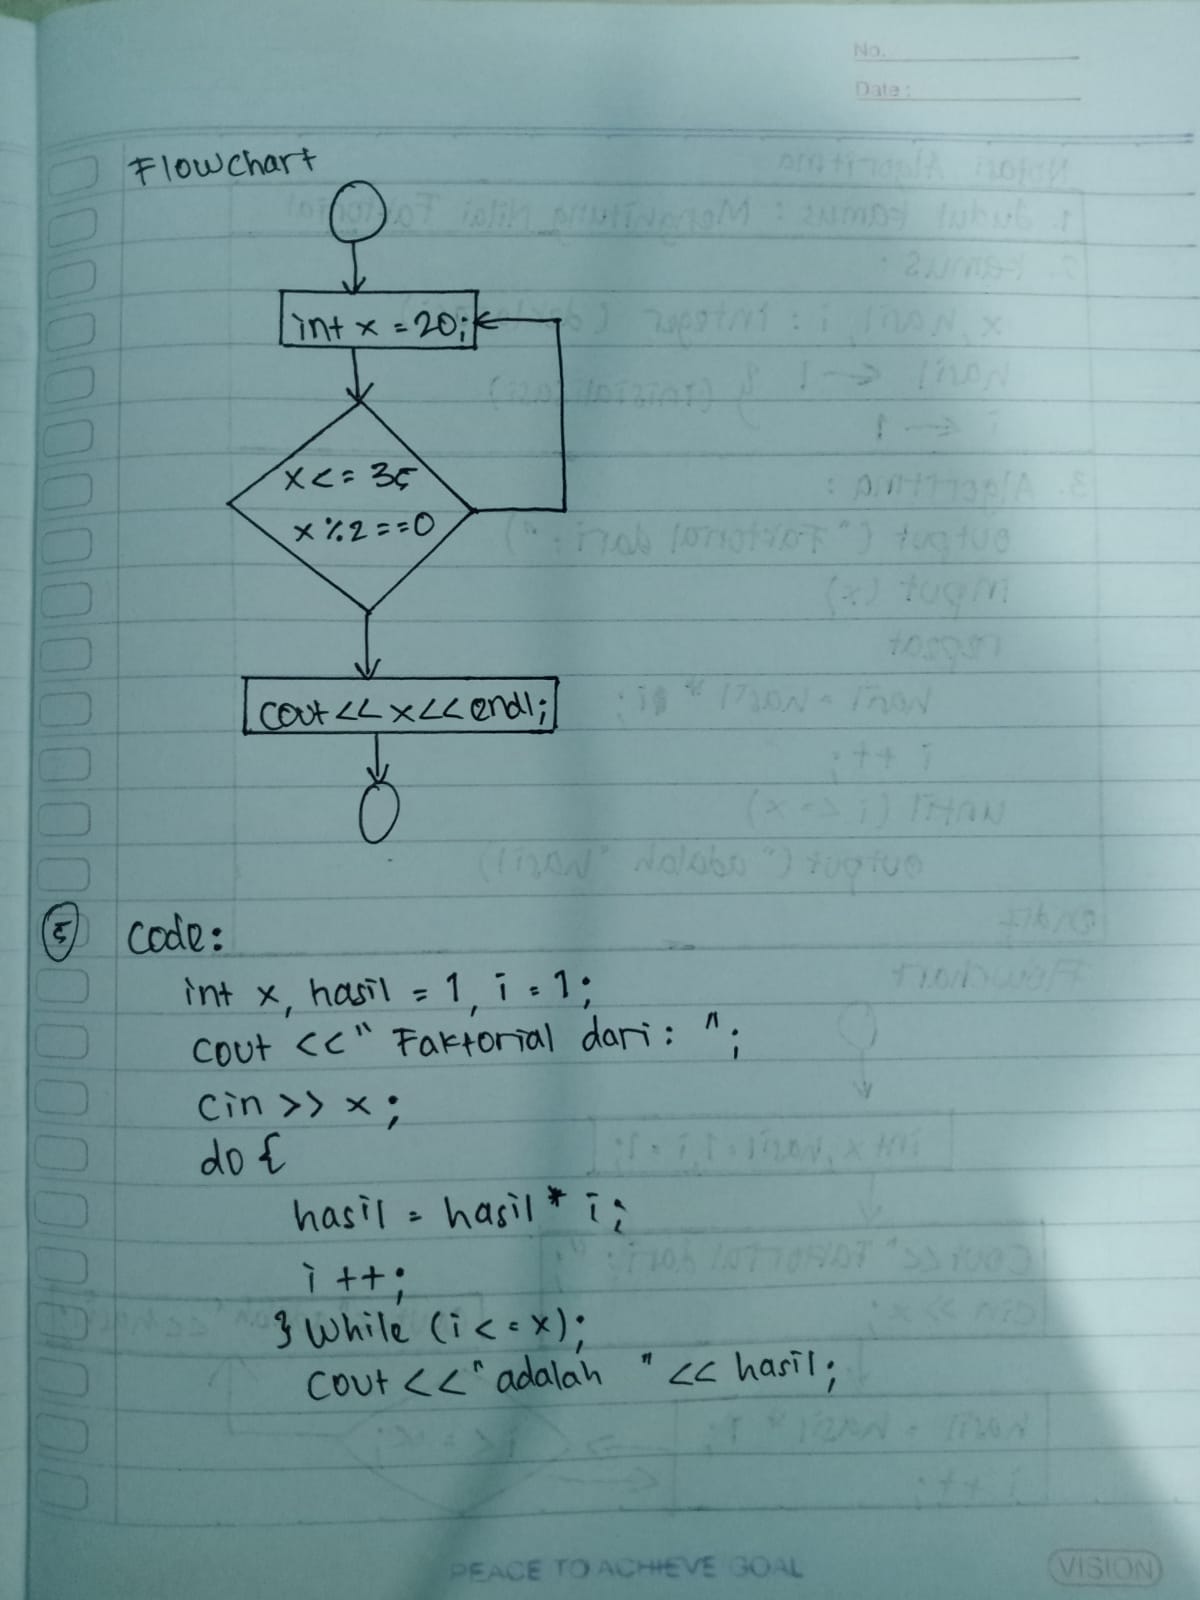 No.
Date:
Flowchart
int x = 20;
x <= 35
x % 2 == 0
cout << x << endl;
5 Code:
int x, hasil = 1, i = 1;
cout << " Faktorial dari : ";
cin >> x;
do {
hasil = hasil * i;
i ++;
} while (i <= x);
cout << "adalah " << hasil;
PEACE TO ACHIEVE GOAL
VISION